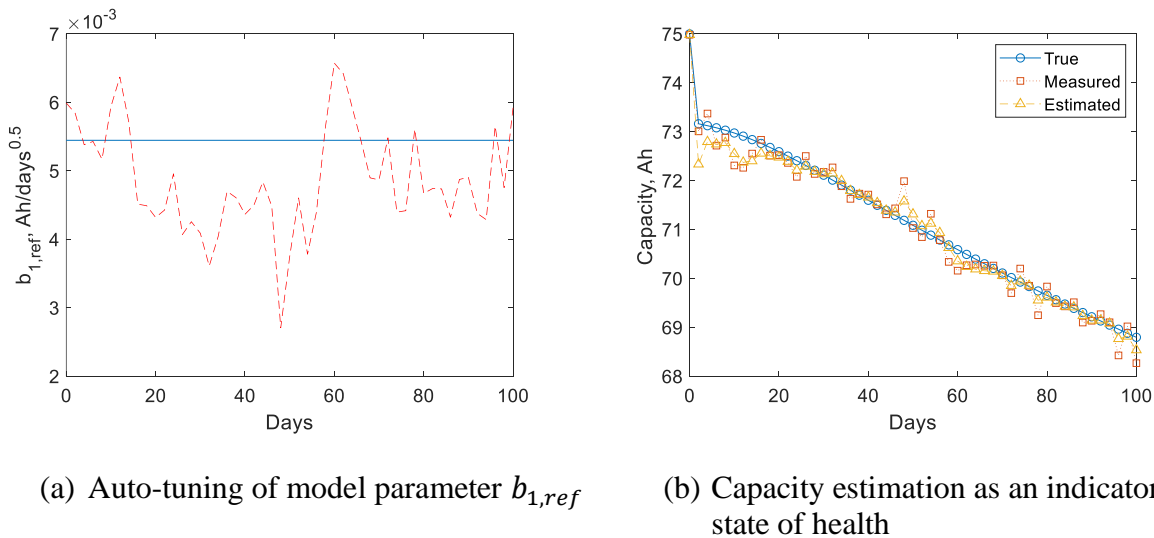 ×10⁻³
7
6
5
4
3
2
b1,ref, Ah/days^0.5
0 20 40 60 80 100
Days
75
74
73
72
71
70
69
68
Capacity, Ah
0 20 40 60 80 100
Days
True
Measured
Estimated
(a) Auto-tuning of model parameter b1,ref
(b) Capacity estimation as an indicator
state of health